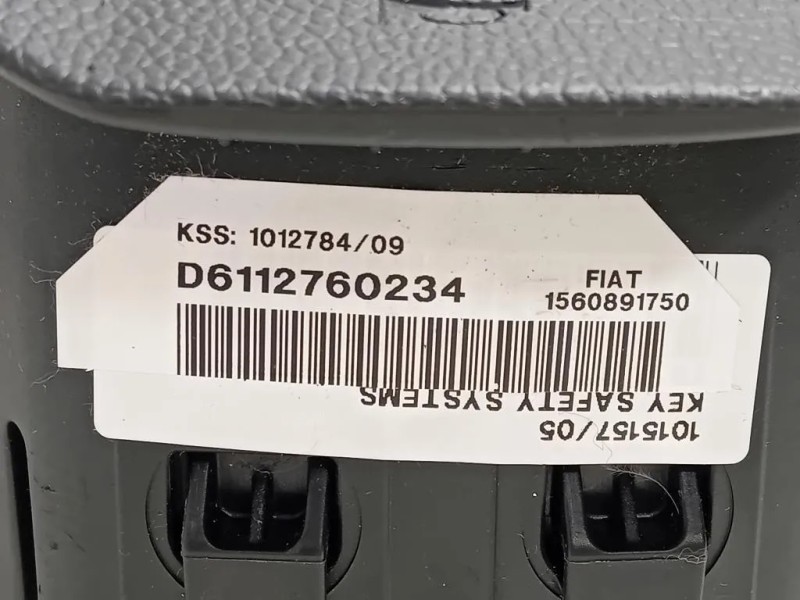 KSS: 1012784/09
D6112760234
FIAT
1560891750
KEY SAFETY SYSTEMS
1015157/05